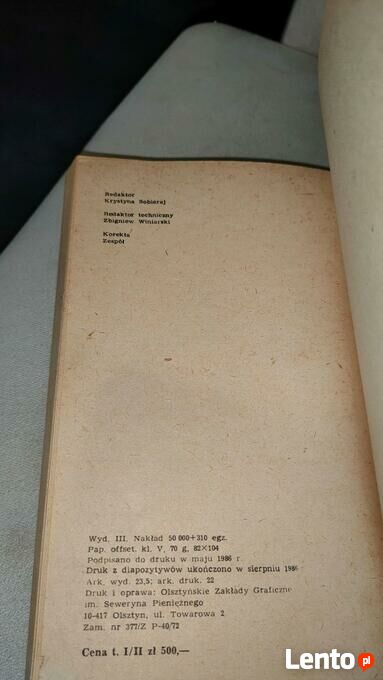 Redaktor
Krystyna Sobieraj
Redaktor techniczny
Zbigniew Winiarski
Korekta
Zespół
Wyd. III. Nakład 50 000+310 egz.
Pap. offset. kl. V, 70 g, 82×104
Podpisano do druku w maju 1986 r.
Druk z diapozytywów ukończono w sierpniu 1986
Ark. wyd. 23,5; ark. druk. 22
Druk i oprawa: Olsztyńskie Zakłady Graficzne
im. Seweryna Pieniężnego
10-417 Olsztyn, ul. Towarowa 2
Zam. nr 377/Z P-40/72
Cena t. I/II zł 500,—
Lento.pl